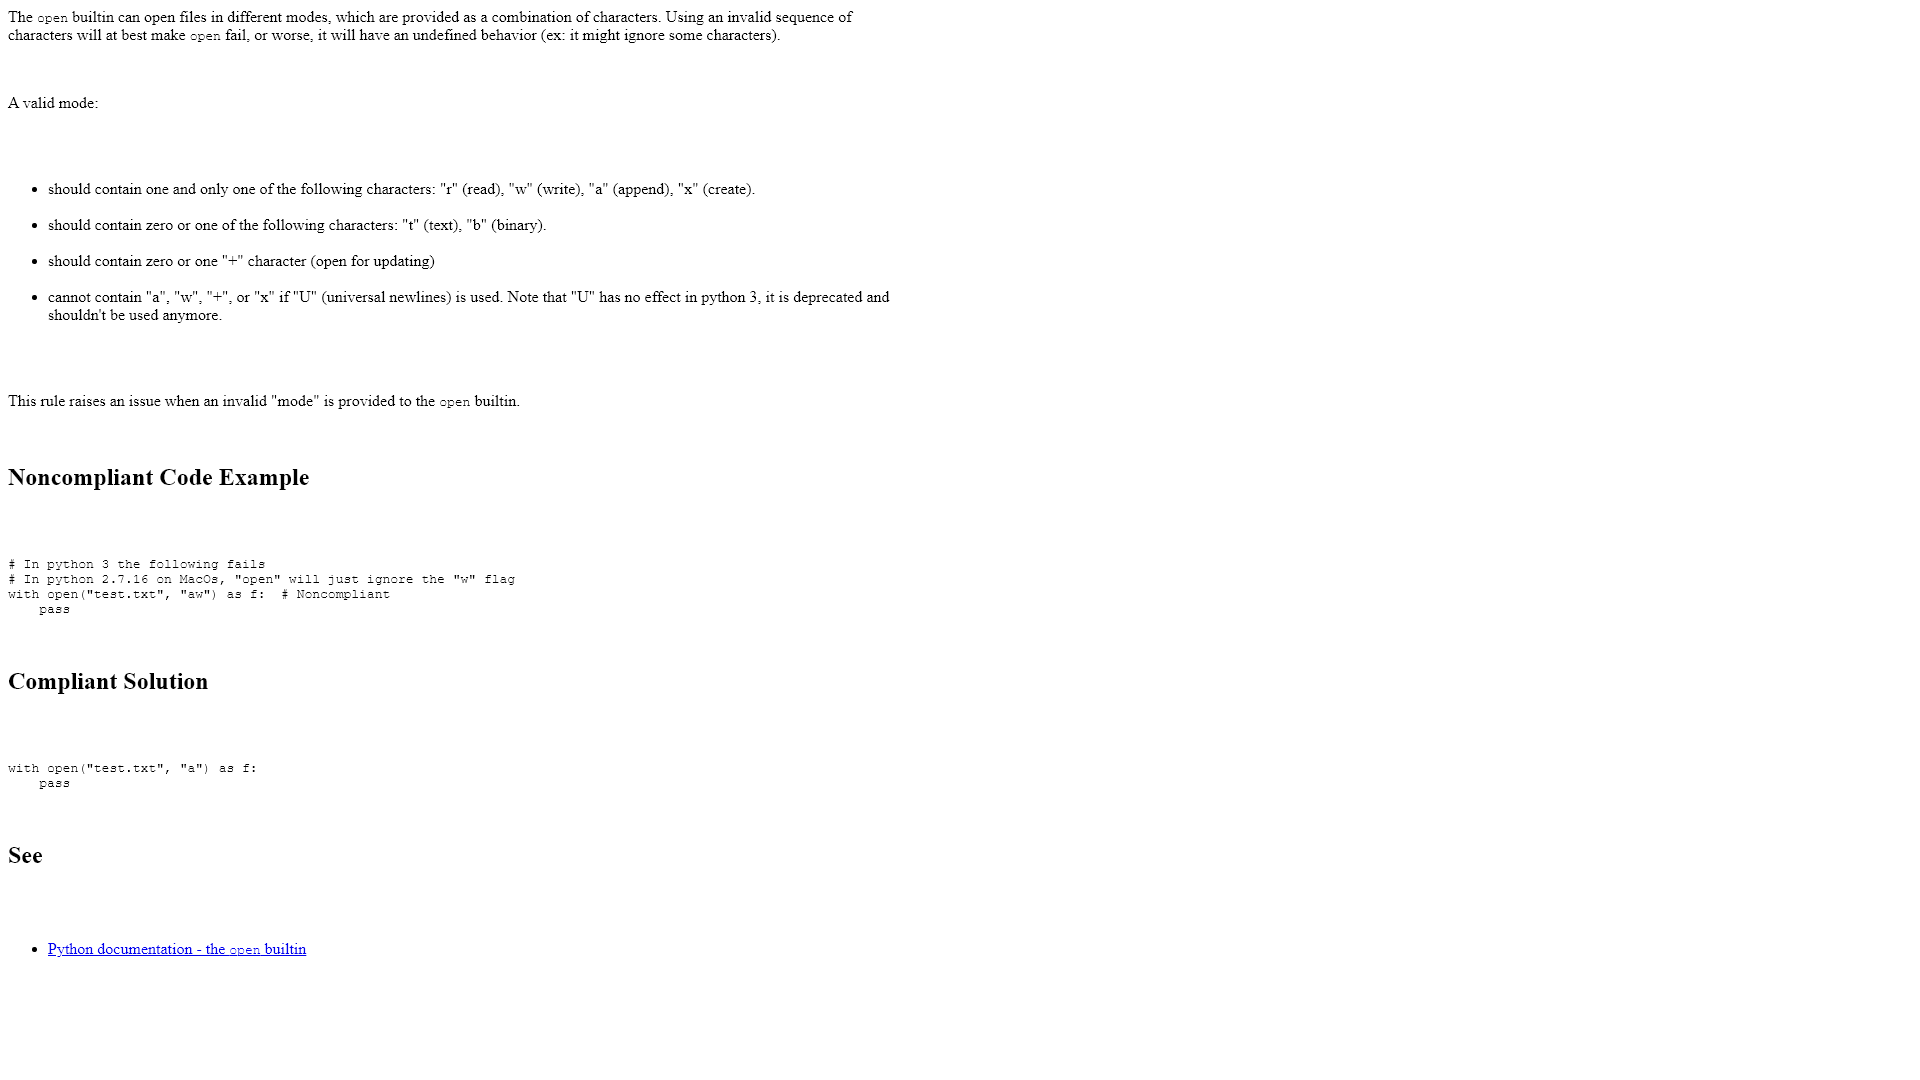 The open builtin can open files in different modes, which are provided as a combination of characters. Using an invalid sequence of
characters will at best make open fail, or worse, it will have an undefined behavior (ex: it might ignore some characters).
A valid mode:
• should contain one and only one of the following characters: "r" (read), "w" (write), "a" (append), "x" (create).
• should contain zero or one of the following characters: "t" (text), "b" (binary).
• should contain zero or one "+" character (open for updating)
• cannot contain "a", "w", "+", or "x" if "U" (universal newlines) is used. Note that "U" has no effect in python 3, it is deprecated and
shouldn't be used anymore.
This rule raises an issue when an invalid "mode" is provided to the open builtin.
Noncompliant Code Example
# In python 3 the following fails
# In python 2.7.16 on MacOs, "open" will just ignore the "w" flag
with open("test.txt", "aw") as f:  # Noncompliant
    pass
Compliant Solution
with open("test.txt", "a") as f:
    pass
See
• Python documentation - the open builtin